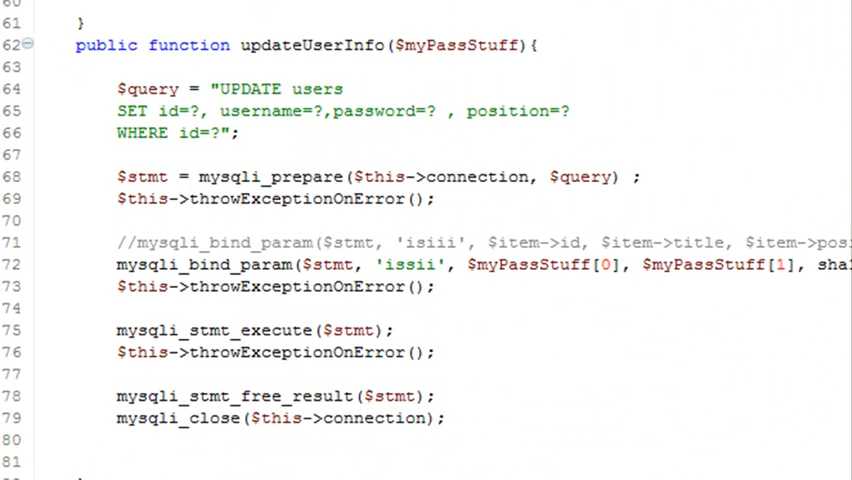 60
61 }
62 public function updateUserInfo($myPassStuff){
63
64 $query = "UPDATE users
65 SET id=?, username=?,password=? , position=?
66 WHERE id=?";
67
68 $stmt = mysqli_prepare($this->connection, $query) ;
69 $this->throwExceptionOnError();
70
71 //mysqli_bind_param($stmt, 'isiii', $item->id, $item->title, $item->posi
72 mysqli_bind_param($stmt, 'issii', $myPassStuff[0], $myPassStuff[1], sha1
73 $this->throwExceptionOnError();
74
75 mysqli_stmt_execute($stmt);
76 $this->throwExceptionOnError();
77
78 mysqli_stmt_free_result($stmt);
79 mysqli_close($this->connection);
80
81